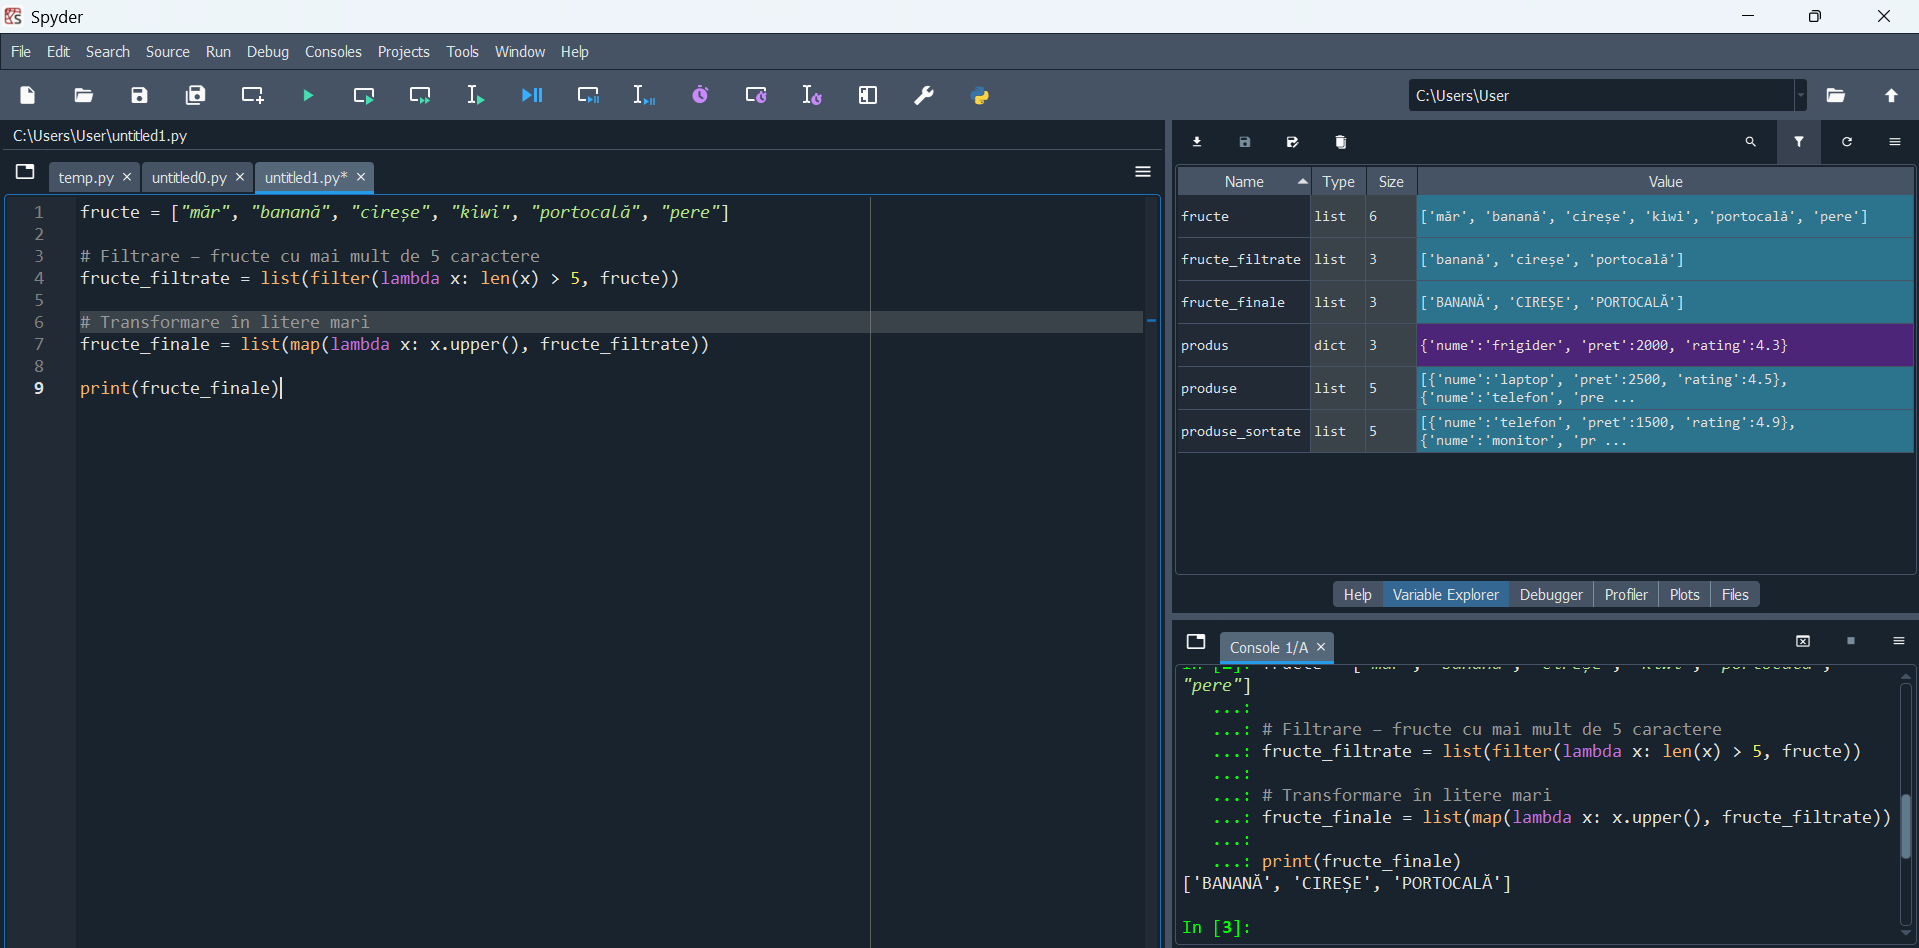 Spyder
File Edit Search Source Run Debug Consoles Projects Tools Window Help
C:\Users\User
C:\Users\User\untitled1.py
temp.py untitled0.py untitled1.py*
1 fructe = ["măr", "banană", "cireșe", "kiwi", "portocală", "pere"]
2
3 # Filtrare – fructe cu mai mult de 5 caractere
4 fructe_filtrate = list(filter(lambda x: len(x) > 5, fructe))
5
6 # Transformare în litere mari
7 fructe_finale = list(map(lambda x: x.upper(), fructe_filtrate))
8
9 print(fructe_finale)
Name Type Size Value
fructe list 6 ['măr', 'banană', 'cireșe', 'kiwi', 'portocală', 'pere']
fructe_filtrate list 3 ['banană', 'cireșe', 'portocală']
fructe_finale list 3 ['BANANĂ', 'CIREȘE', 'PORTOCALĂ']
produs dict 3 {'nume':'frigider', 'pret':2000, 'rating':4.3}
produse list 5 [{'nume':'laptop', 'pret':2500, 'rating':4.5},
{'nume':'telefon', 'pre ...
produse_sortate list 5 [{'nume':'telefon', 'pret':1500, 'rating':4.9},
{'nume':'monitor', 'pr ...
Help Variable Explorer Debugger Profiler Plots Files
Console 1/A
"pere"]
...:
...: # Filtrare – fructe cu mai mult de 5 caractere
...: fructe_filtrate = list(filter(lambda x: len(x) > 5, fructe))
...:
...: # Transformare în litere mari
...: fructe_finale = list(map(lambda x: x.upper(), fructe_filtrate))
...:
...: print(fructe_finale)
['BANANĂ', 'CIREȘE', 'PORTOCALĂ']
In [3]: